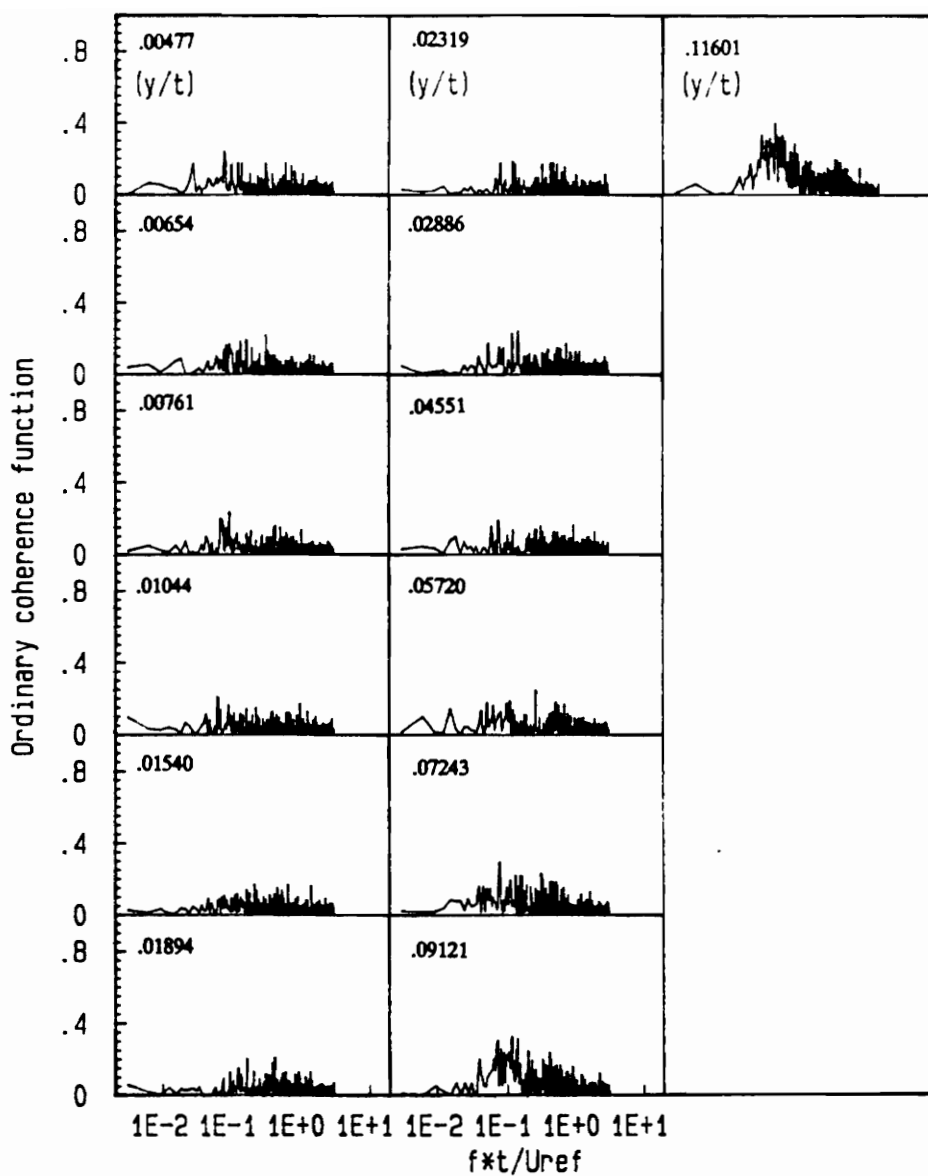 .8 .00477 .02319 .11601
(y/t) (y/t) (y/t)
.4
0
.00654 .02886
.8
.4
0
.8 .00761 .04551
.4
0
.8 .01044 .05720
.4
0
.8 .01540 .07243
.4
0
.8 .01894 .09121
.4
0
1E-2 1E-1 1E+0 1E+1 1E-2 1E-1 1E+0 1E+1
f*t/Uref
Ordinary coherence function